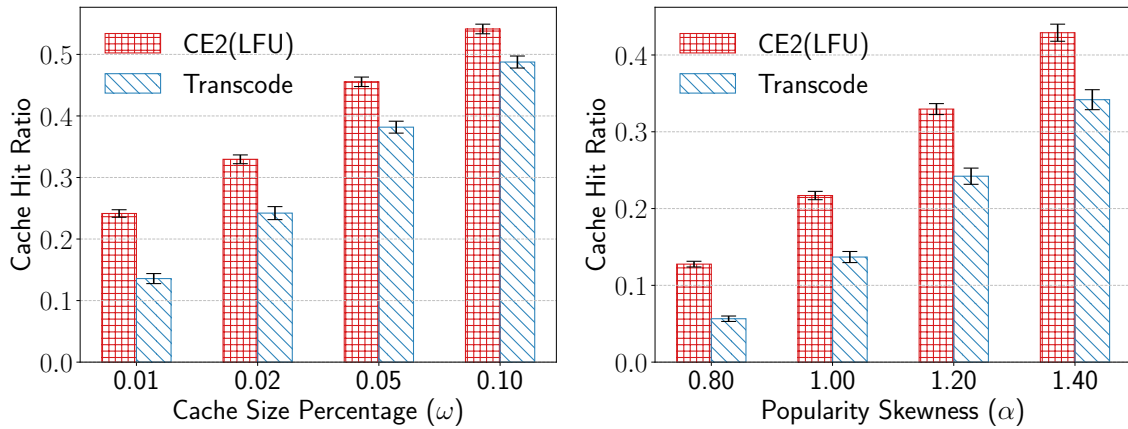 CE2(LFU)
Transcode
Cache Hit Ratio
0.5
0.4
0.3
0.2
0.1
0.0
0.01 0.02 0.05 0.10
Cache Size Percentage (ω)
CE2(LFU)
Transcode
Cache Hit Ratio
0.4
0.3
0.2
0.1
0.0
0.80 1.00 1.20 1.40
Popularity Skewness (α)